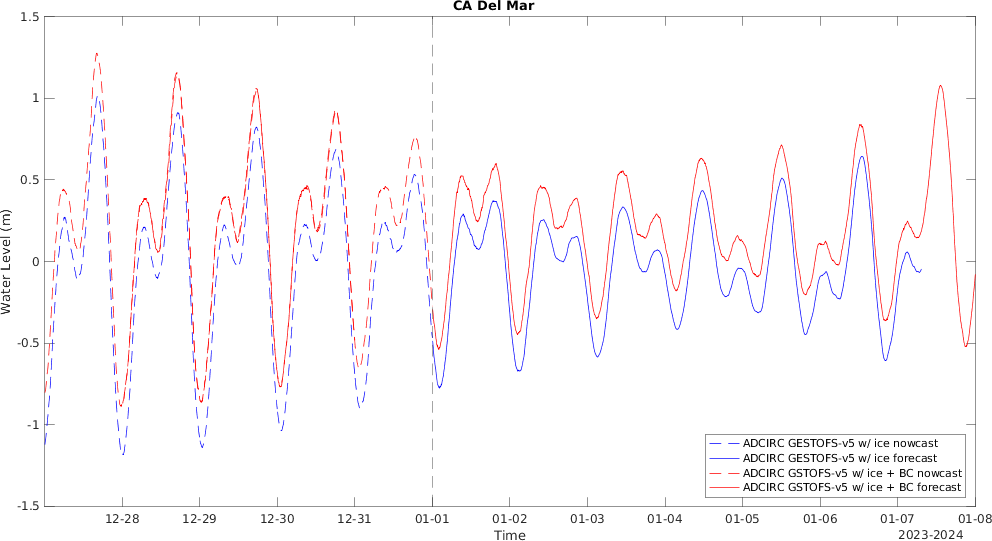 CA Del Mar
1.5
1
0.5
0
-0.5
-1
-1.5
Water Level (m)
12-28 12-29 12-30 12-31 01-01 01-02 01-03 01-04 01-05 01-06 01-07 01-08
Time
2023-2024
ADCIRC GESTOFS-v5 w/ ice nowcast
ADCIRC GESTOFS-v5 w/ ice forecast
ADCIRC GSTOFS-v5 w/ ice + BC nowcast
ADCIRC GSTOFS-v5 w/ ice + BC forecast